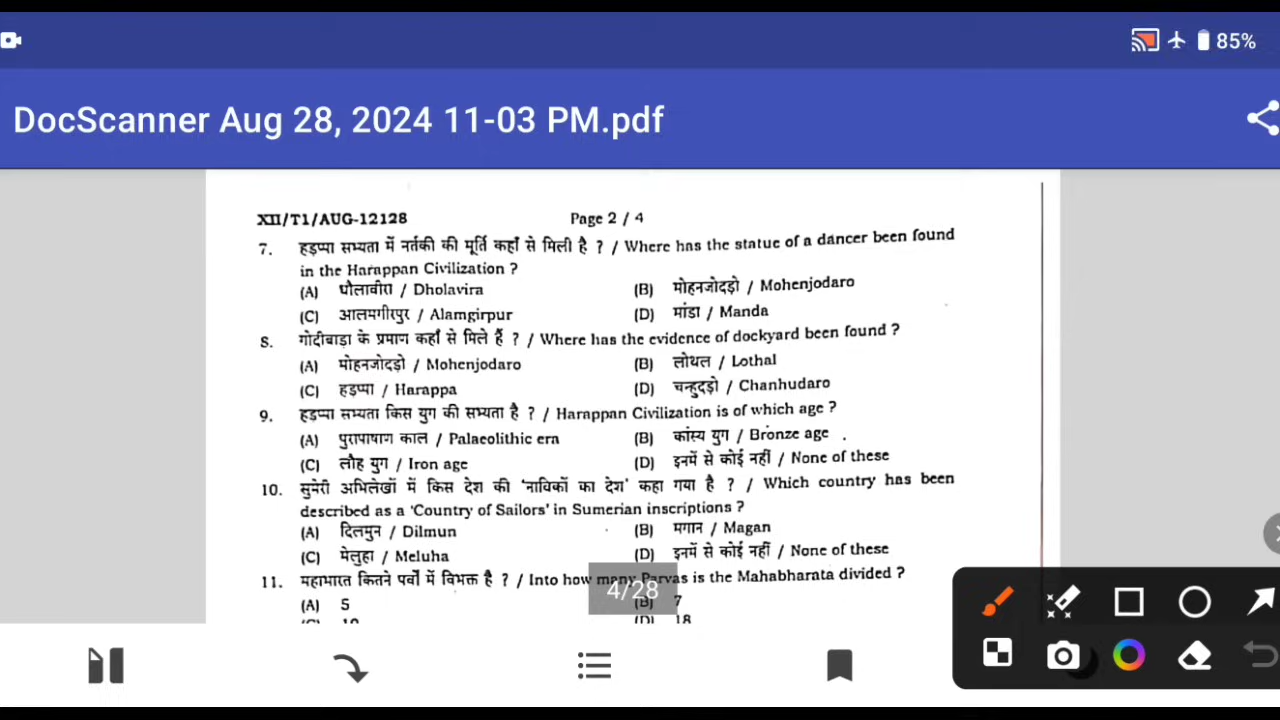 85%
DocScanner Aug 28, 2024 11-03 PM.pdf
XII/T1/AUG-12128 Page 2 / 4
7. हड़प्पा सभ्यता में नर्तकी की मूर्ति कहाँ से मिली है ? / Where has the statue of a dancer been found
in the Harappan Civilization ?
(A) धौलावीरा / Dholavira (B) मोहनजोदड़ो / Mohenjodaro
(C) आलमगीरपुर / Alamgirpur (D) मांडा / Manda
8. गोदीबाड़ा के प्रमाण कहाँ से मिले हैं ? / Where has the evidence of dockyard been found ?
(A) मोहनजोदड़ो / Mohenjodaro (B) लोथल / Lothal
(C) हड़प्पा / Harappa (D) चन्हुदड़ो / Chanhudaro
9. हड़प्पा सभ्यता किस युग की सभ्यता है ? / Harappan Civilization is of which age ?
(A) पुरापाषाण काल / Palaeolithic era (B) कांस्य युग / Bronze age
(C) लौह युग / Iron age (D) इनमें से कोई नहीं / None of these
10. सुमेरी अभिलेखों में किस देश को 'नाविकों का देश' कहा गया है ? / Which country has been
described as a 'Country of Sailors' in Sumerian inscriptions ?
(A) दिलमुन / Dilmun (B) मगान / Magan
(C) मेलुहा / Meluha (D) इनमें से कोई नहीं / None of these
11. महाभारत कितने पर्वों में विभक्त है ? / Into how many Parvas is the Mahabharata divided ?
(A) 5 (B) 7
(D) 18
4/28